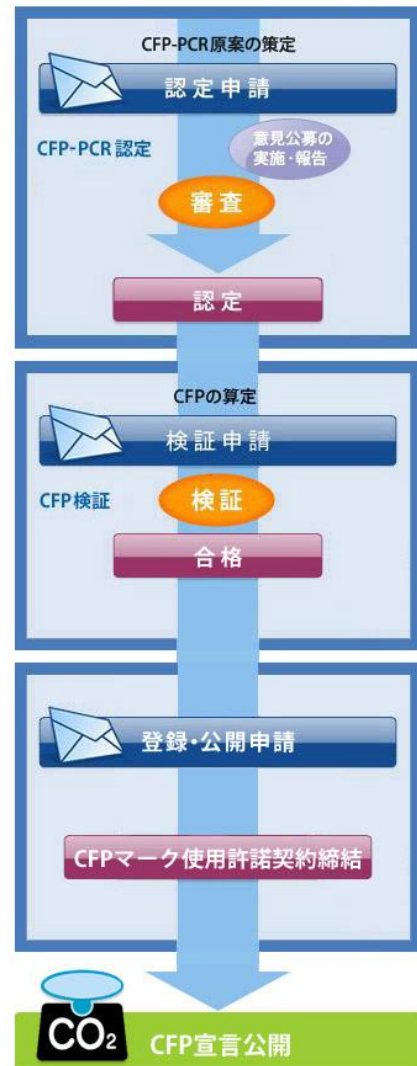 CFP-PCR原案の策定
認定申請
CFP-PCR認定
意見公募の
実施・報告
審査
認定
CFPの算定
検証申請
CFP検証
検証
合格
登録・公開申請
CFPマーク使用許諾契約締結
CO2
CFP宣言公開